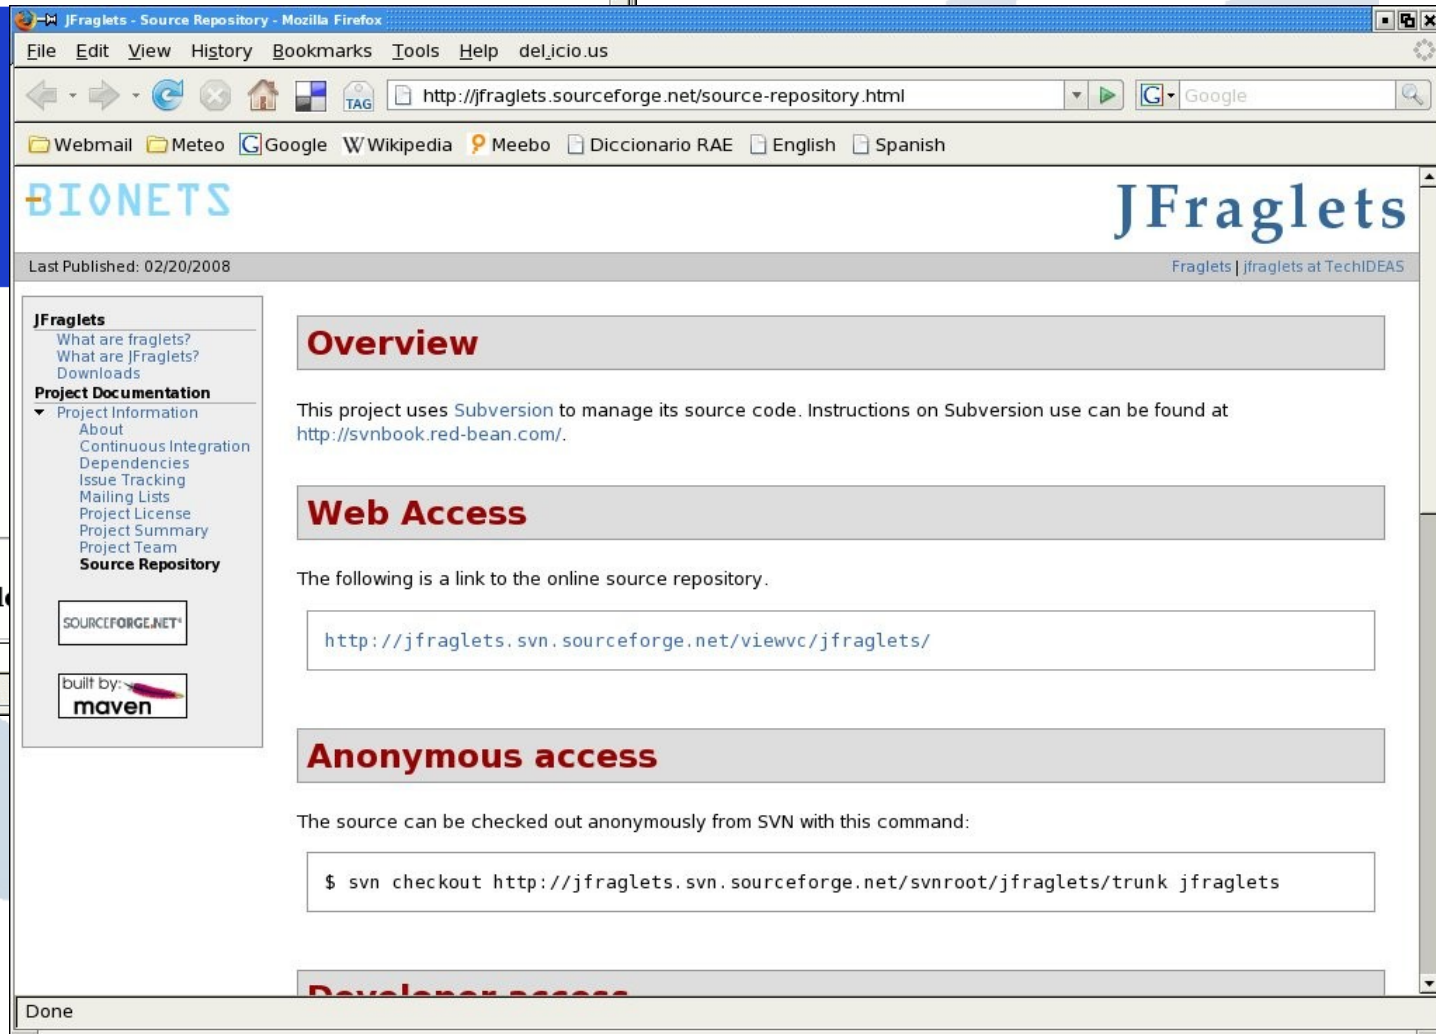 JFraglets - Source Repository - Mozilla Firefox
File Edit View History Bookmarks Tools Help del.icio.us
TAG http://jfraglets.sourceforge.net/source-repository.html G Google
Webmail Meteo G Google W Wikipedia Meebo Diccionario RAE English Spanish
BIONETS
JFraglets
Last Published: 02/20/2008
Fraglets | jfraglets at TechIDEAS
JFraglets
What are fraglets?
What are JFraglets?
Downloads
Project Documentation
Project Information
About
Continuous Integration
Dependencies
Issue Tracking
Mailing Lists
Project License
Project Summary
Project Team
Source Repository
SOURCEFORGE.NET
built by:
maven
Overview
This project uses Subversion to manage its source code. Instructions on Subversion use can be found at
http://svnbook.red-bean.com/.
Web Access
The following is a link to the online source repository.
http://jfraglets.svn.sourceforge.net/viewvc/jfraglets/
Anonymous access
The source can be checked out anonymously from SVN with this command:
$ svn checkout http://jfraglets.svn.sourceforge.net/svnroot/jfraglets/trunk jfraglets
Developer access
Done